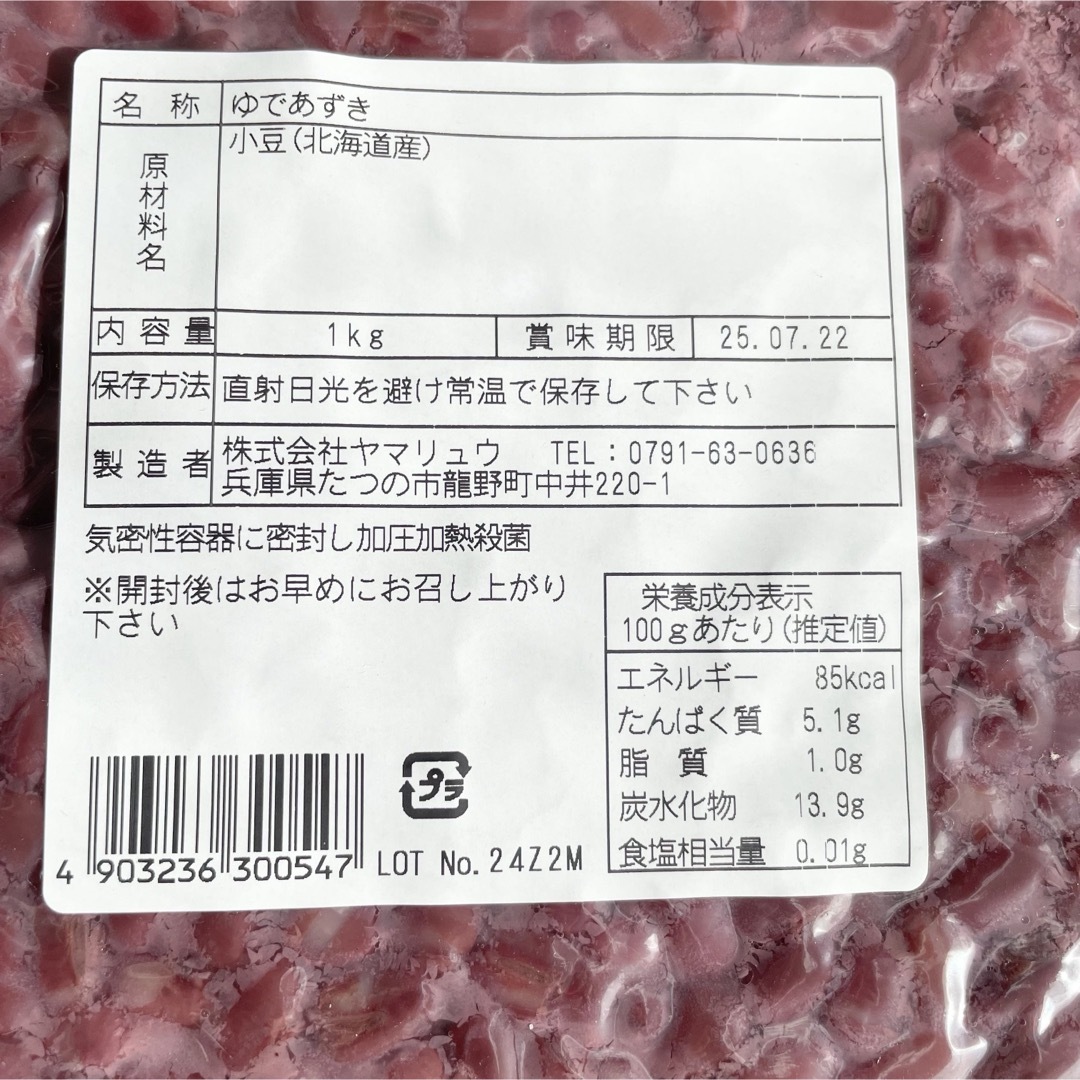 名称 ゆであずき
原材料名 小豆(北海道産)
内容量 1kg 賞味期限 25.07.22
保存方法 直射日光を避け常温で保存して下さい
製造者 株式会社ヤマリュウ TEL:0791-63-0636
兵庫県たつの市龍野町中井220-1
気密性容器に密封し加圧加熱殺菌
※開封後はお早めにお召し上がり
下さい
栄養成分表示
100gあたり(推定値)
エネルギー 85kcal
たんぱく質 5.1g
脂質 1.0g
炭水化物 13.9g
食塩相当量 0.01g
プラ
4 903236 300547
LOT No.24Z2M